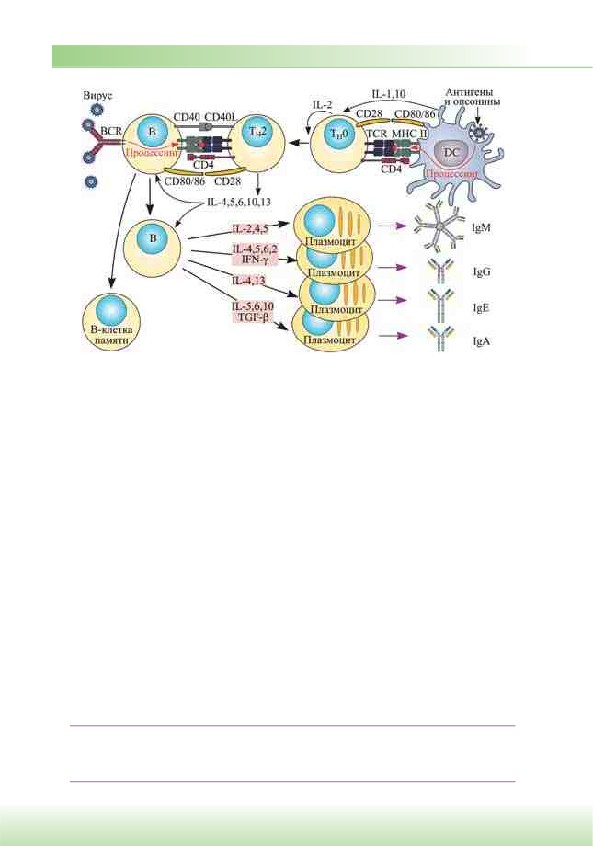 Вирус
BCR
В
Процессинг
CD40 CD40L
TH2
CD4
CD80/86 CD28
IL-4,5,6,10,13
IL-2
IL-1,10
CD28 CD80/86
TH0
TCR MHC II
CD4
Антигены
и опсонины
DC
Процессинг
В
В-клетка
памяти
IL-2,4,5
IL-4,5,6,2
IFN-γ
IL-4,13
IL-5,6,10
TGF-β
Плазмоцит
Плазмоцит
Плазмоцит
Плазмоцит
IgM
IgG
IgE
IgA